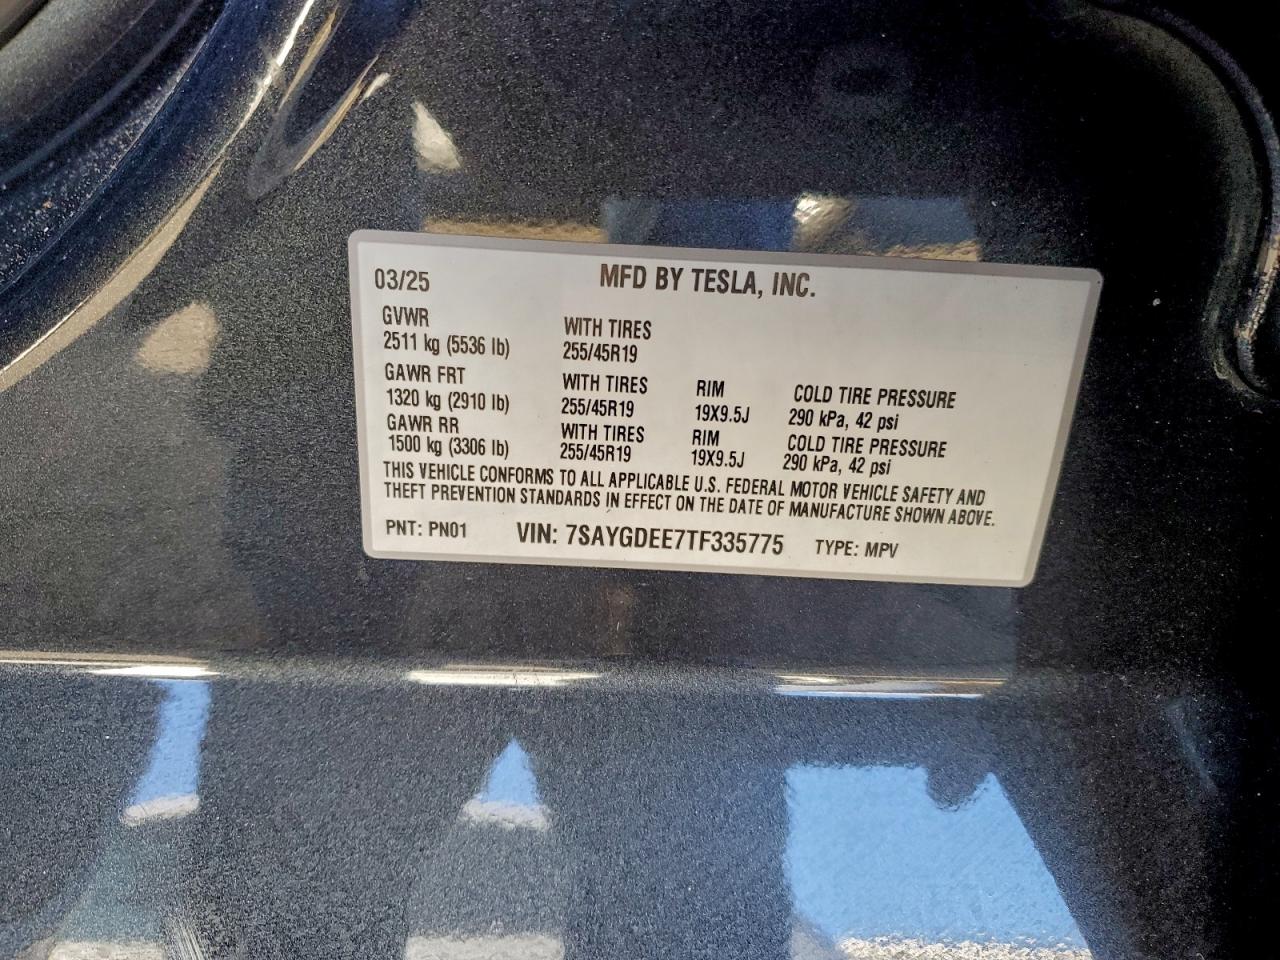 03/25 MFD BY TESLA, INC.
GVWR WITH TIRES
2511 kg (5536 lb) 255/45R19
GAWR FRT WITH TIRES RIM COLD TIRE PRESSURE
1320 kg (2910 lb) 255/45R19 19X9.5J 290 kPa, 42 psi
GAWR RR WITH TIRES RIM COLD TIRE PRESSURE
1500 kg (3306 lb) 255/45R19 19X9.5J 290 kPa, 42 psi
THIS VEHICLE CONFORMS TO ALL APPLICABLE U.S. FEDERAL MOTOR VEHICLE SAFETY AND
THEFT PREVENTION STANDARDS IN EFFECT ON THE DATE OF MANUFACTURE SHOWN ABOVE.
PNT: PN01 VIN: 7SAYGDEE7TF335775 TYPE: MPV